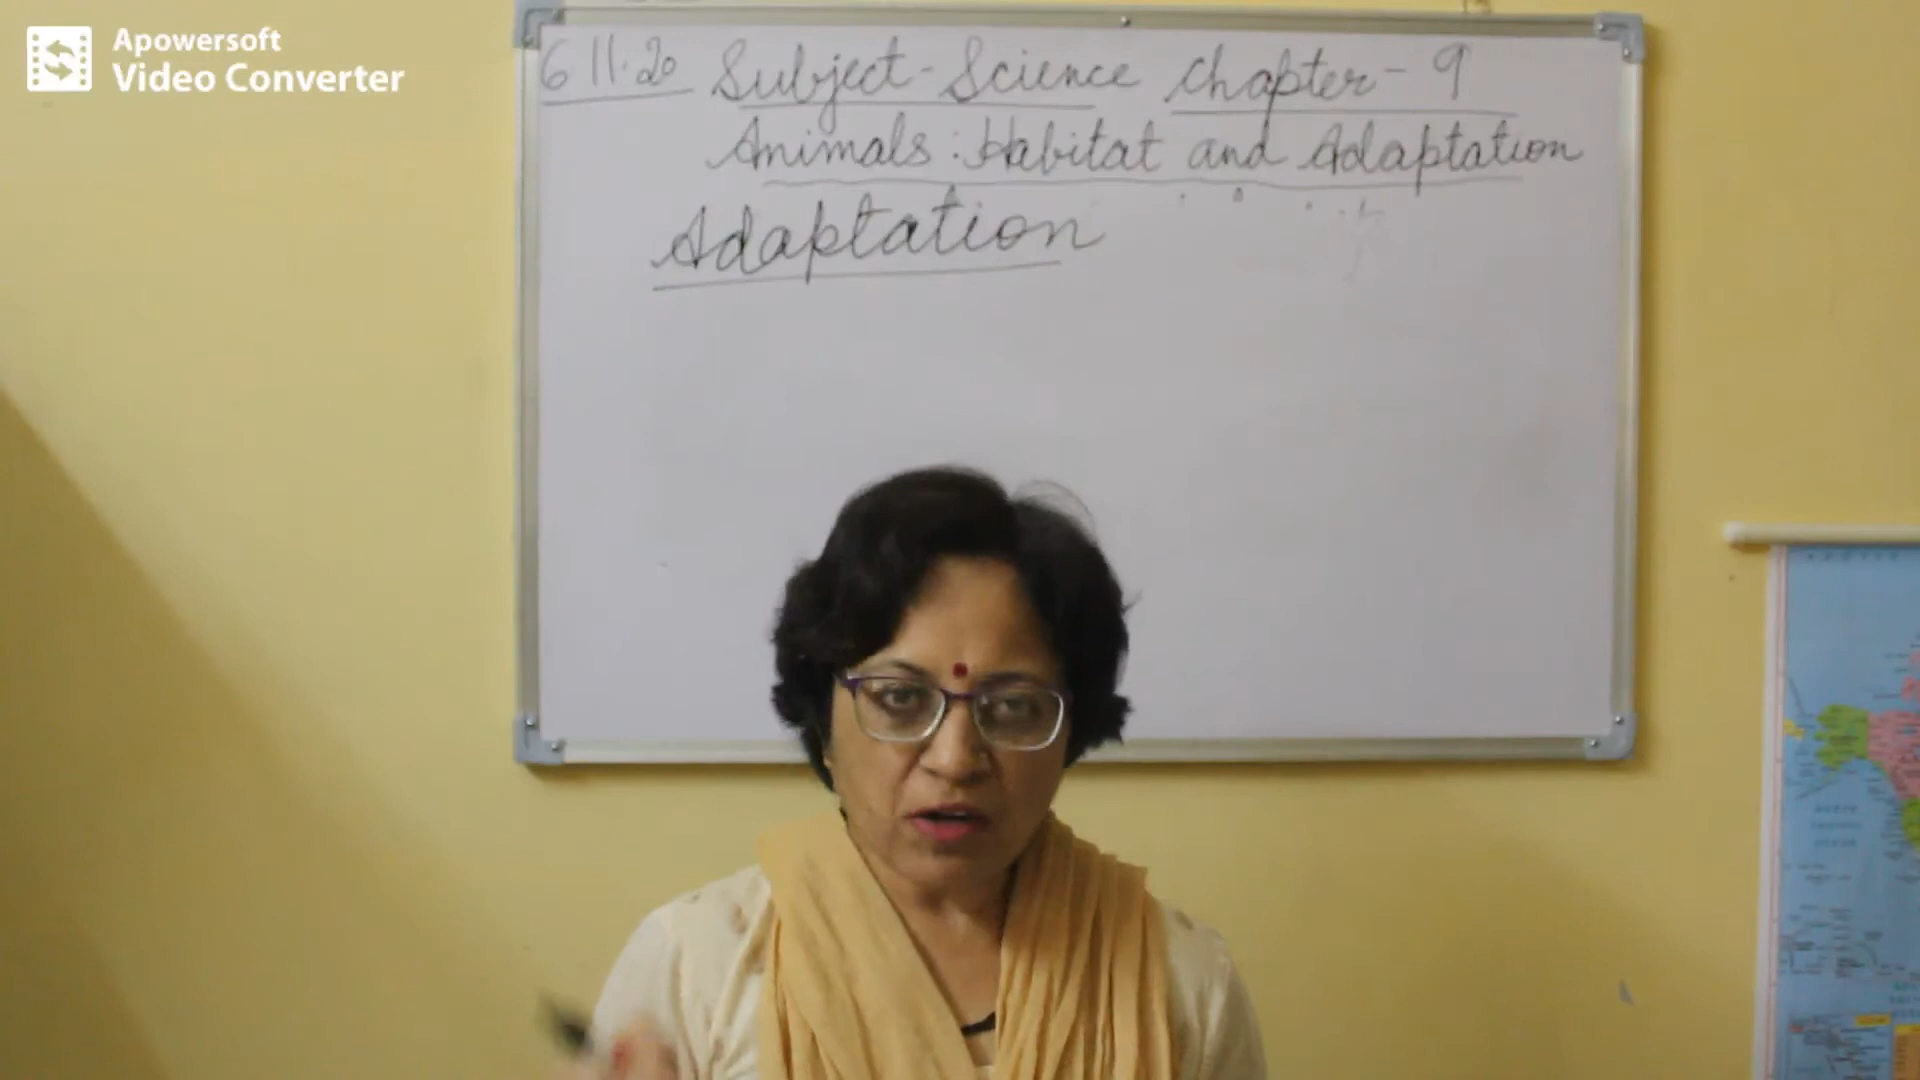 Apowersoft
Video Converter
6 11.20 Subject - Science Chapter - 9
Animals : Habitat and Adaptation
Adaptation